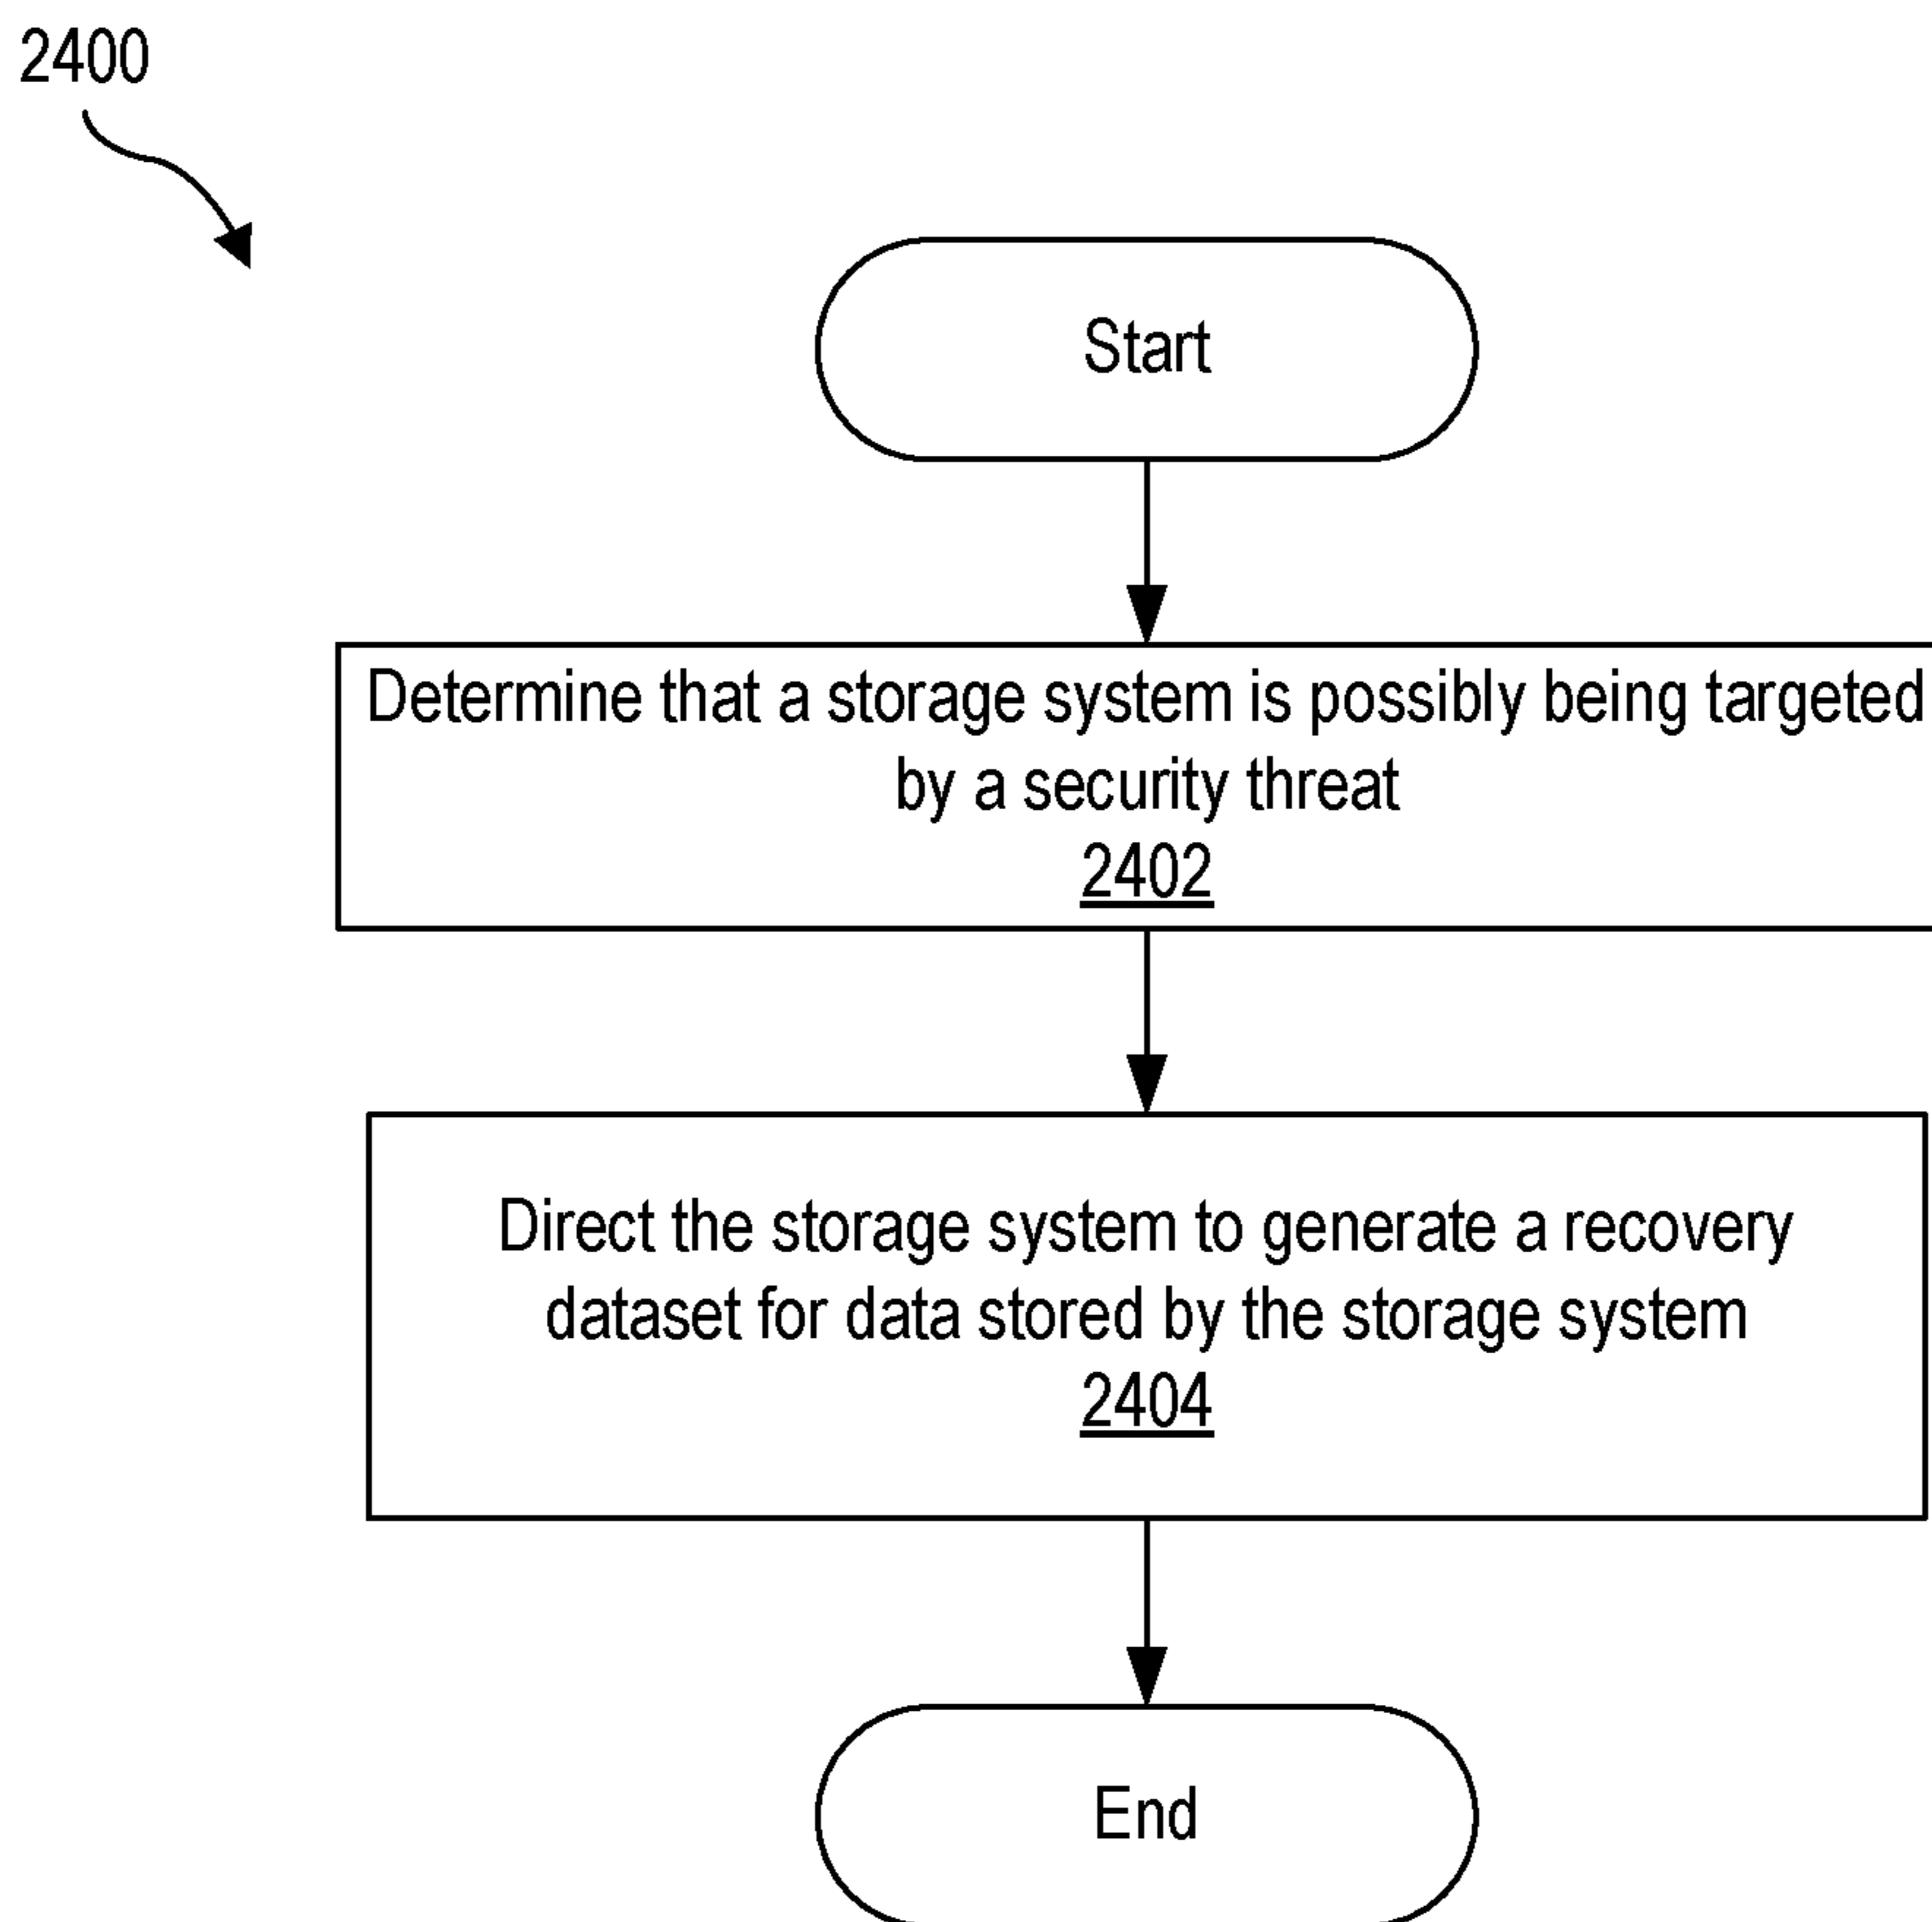 2400
Start
Determine that a storage system is possibly being targeted
by a security threat
2402
Direct the storage system to generate a recovery
dataset for data stored by the storage system
2404
End